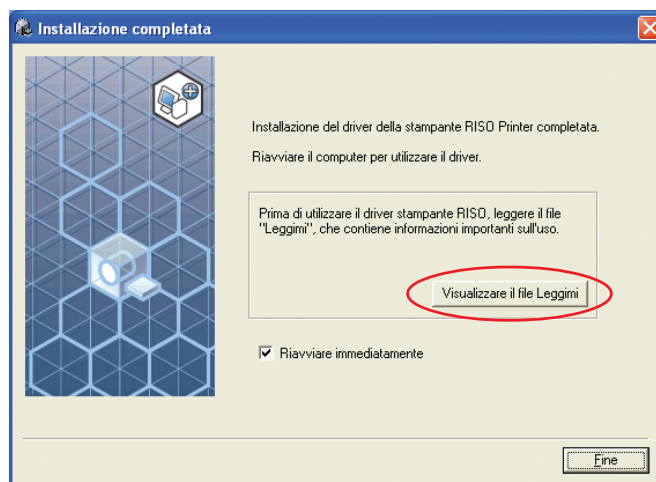 Installazione completata
Installazione del driver della stampante RISO Printer completata.
Riavviare il computer per utilizzare il driver.
Prima di utilizzare il driver stampante RISO, leggere il file
"Leggimi", che contiene informazioni importanti sull'uso.
Visualizzare il file Leggimi
Riavviare immediatamente
Fine